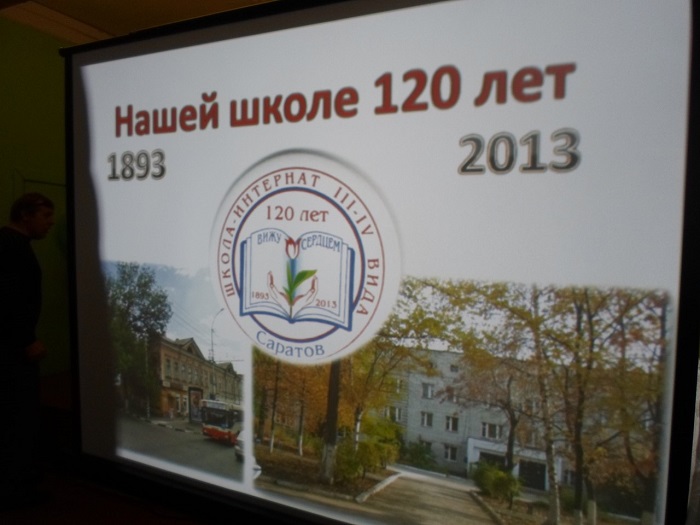 Нашей школе 120 лет
1893 2013
ШКОЛА-ИНТЕРНАТ III-IV ВИДА
120 лет
ВИЖУ СЕРДЦЕМ
1893 2013
Саратов